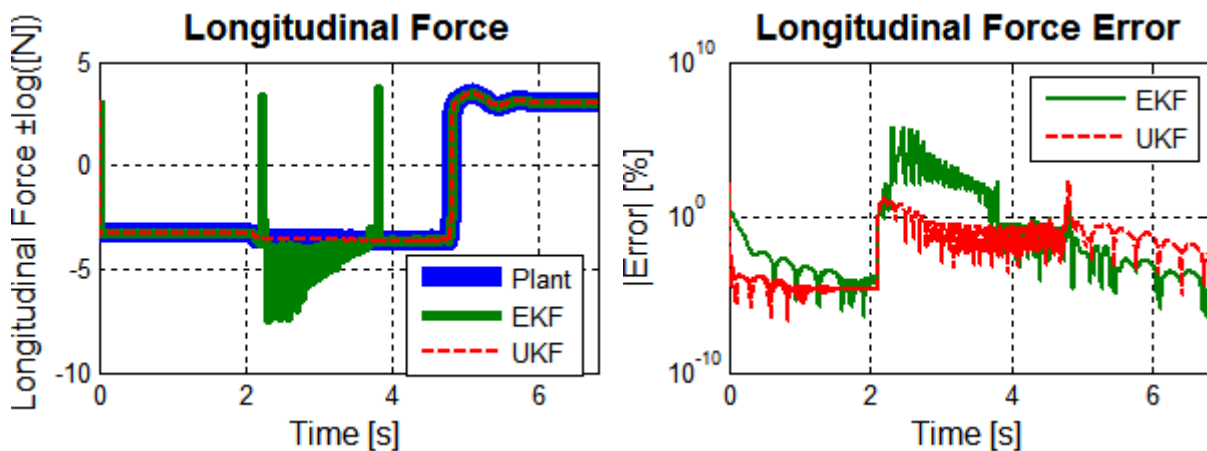 Longitudinal Force
Longitudinal Force ±log([N])
5
0
-5
-10
0
2
4
6
Time [s]
Plant
EKF
UKF
Longitudinal Force Error
|Error| [%]
10^10
10^0
10^-10
0
2
4
6
Time [s]
EKF
UKF